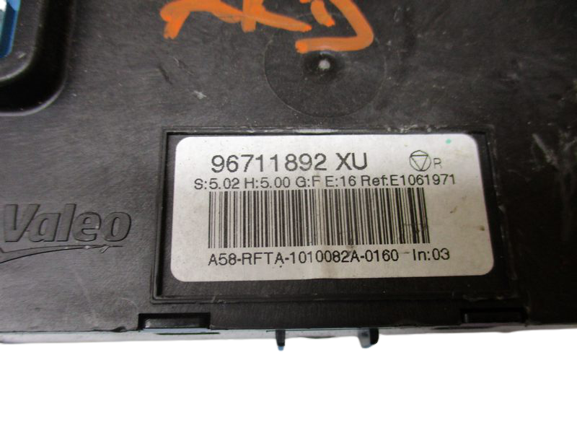 96711892 XU R
S:5.02 H:5.00 G:F E:16 Ref:E1061971
A58-RFTA-1010082A-0160 In:03
Valeo